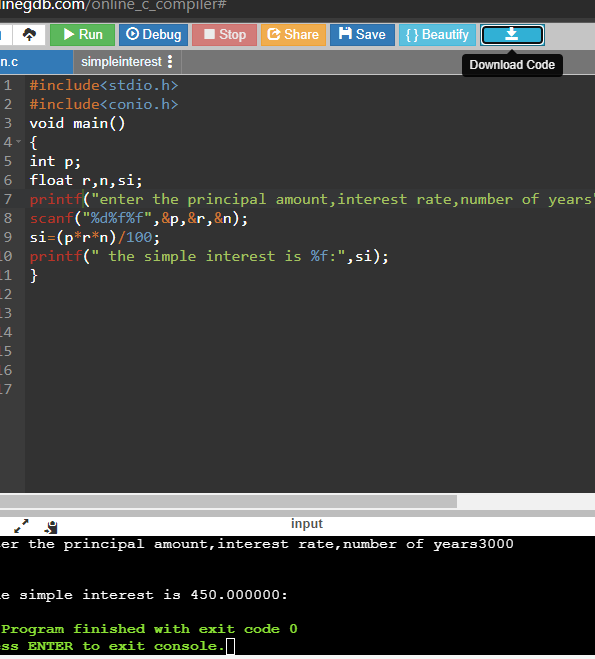 linegdb.com/online_c_compiler#
Run Debug Stop Share Save { } Beautify
Download Code
n.c simpleinterest
1 #include<stdio.h>
2 #include<conio.h>
3 void main()
4 {
5 int p;
6 float r,n,si;
7 printf("enter the principal amount,interest rate,number of years"
8 scanf("%d%f%f",&p,&r,&n);
9 si=(p*r*n)/100;
10 printf(" the simple interest is %f:",si);
11 }
12
13
14
15
16
17
input
er the principal amount,interest rate,number of years3000
e simple interest is 450.000000:
Program finished with exit code 0
ss ENTER to exit console.